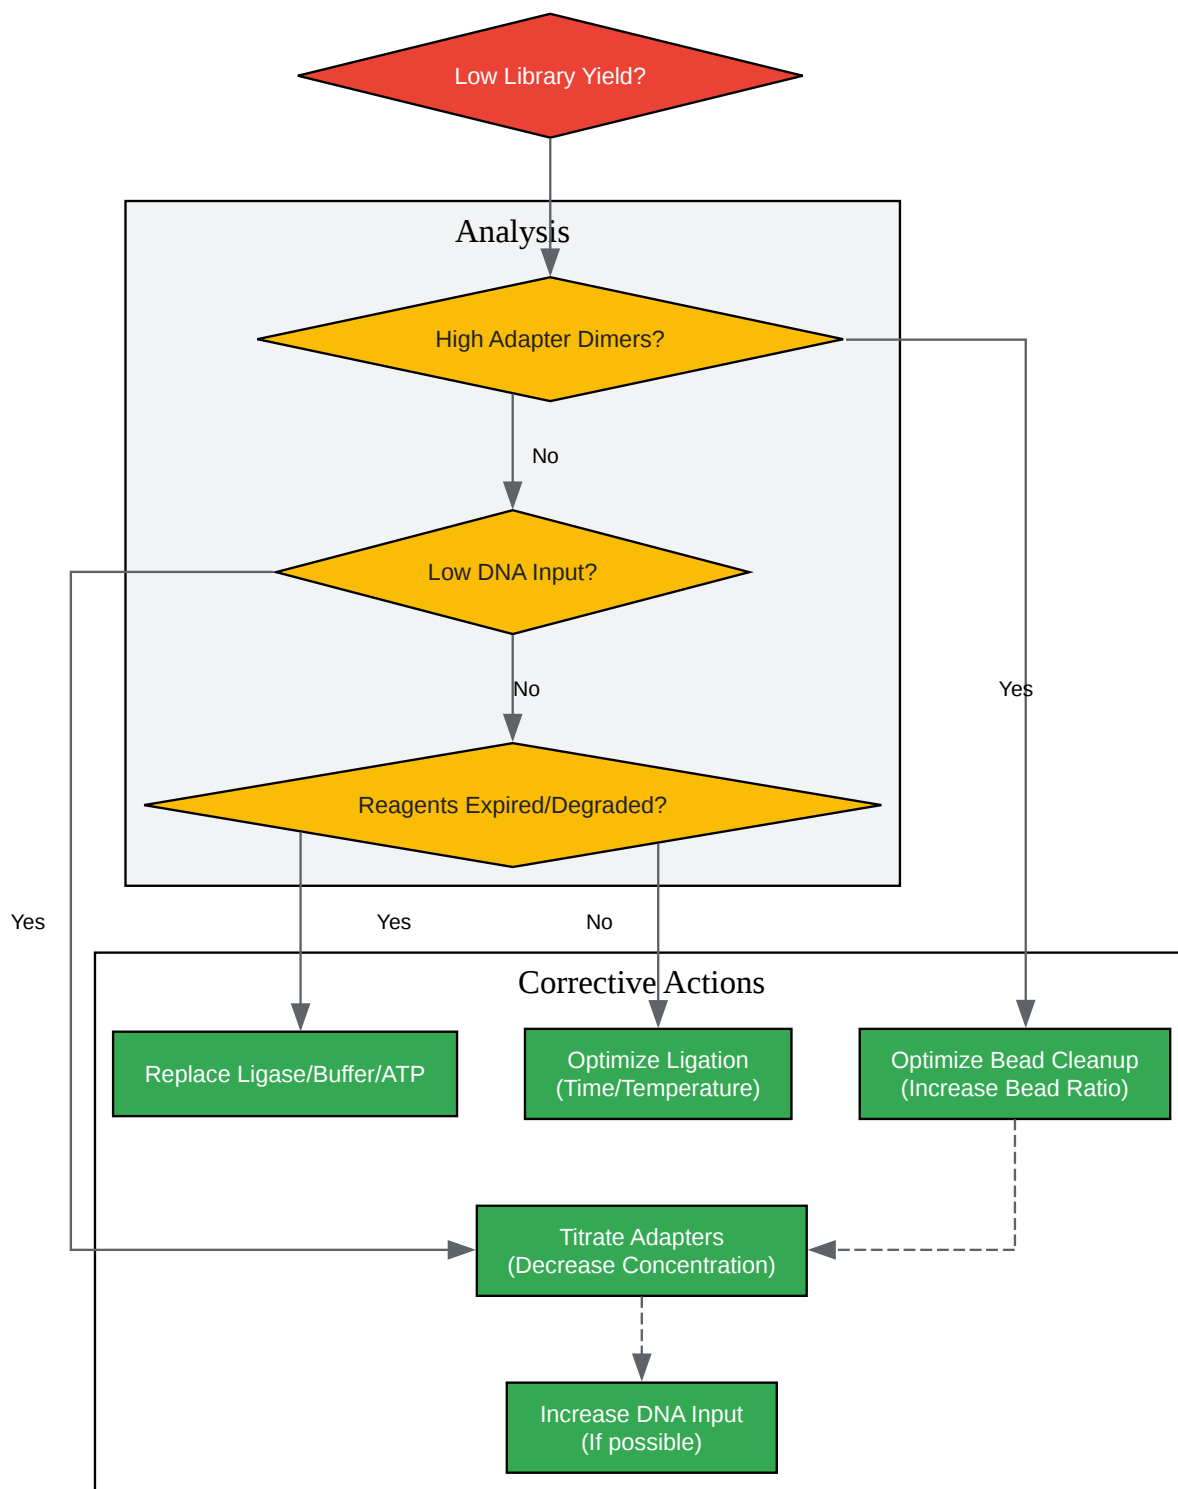 Low Library Yield?
Analysis
High Adapter Dimers?
No
Low DNA Input?
No
Yes
Reagents Expired/Degraded?
Yes
Yes
No
Corrective Actions
Replace Ligase/Buffer/ATP
Optimize Ligation
(Time/Temperature)
Optimize Bead Cleanup
(Increase Bead Ratio)
Titrate Adapters
(Decrease Concentration)
Increase DNA Input
(If possible)